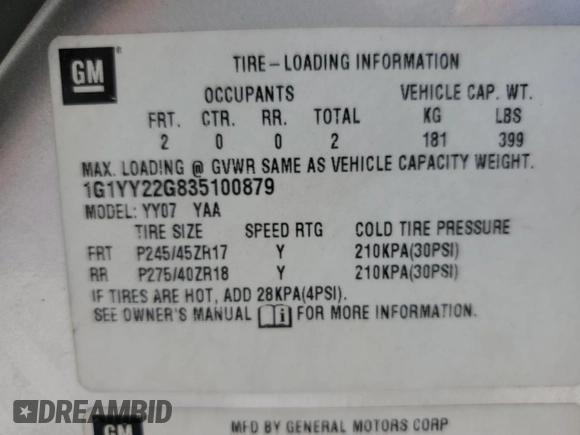 GM ® TIRE-LOADING INFORMATION
OCCUPANTS VEHICLE CAP. WT.
FRT. CTR. RR. TOTAL KG LBS
2 0 0 2 181 399
MAX. LOADING @ GVWR SAME AS VEHICLE CAPACITY WEIGHT.
1G1YY22G835100879
MODEL: YY07 YAA
TIRE SIZE SPEED RTG COLD TIRE PRESSURE
FRT P245/45ZR17 Y 210KPA(30PSI)
RR P275/40ZR18 Y 210KPA(30PSI)
IF TIRES ARE HOT, ADD 28KPA(4PSI).
SEE OWNER'S MANUAL i FOR MORE INFORMATION.
DREAMBID
GM MFD BY GENERAL MOTORS CORP